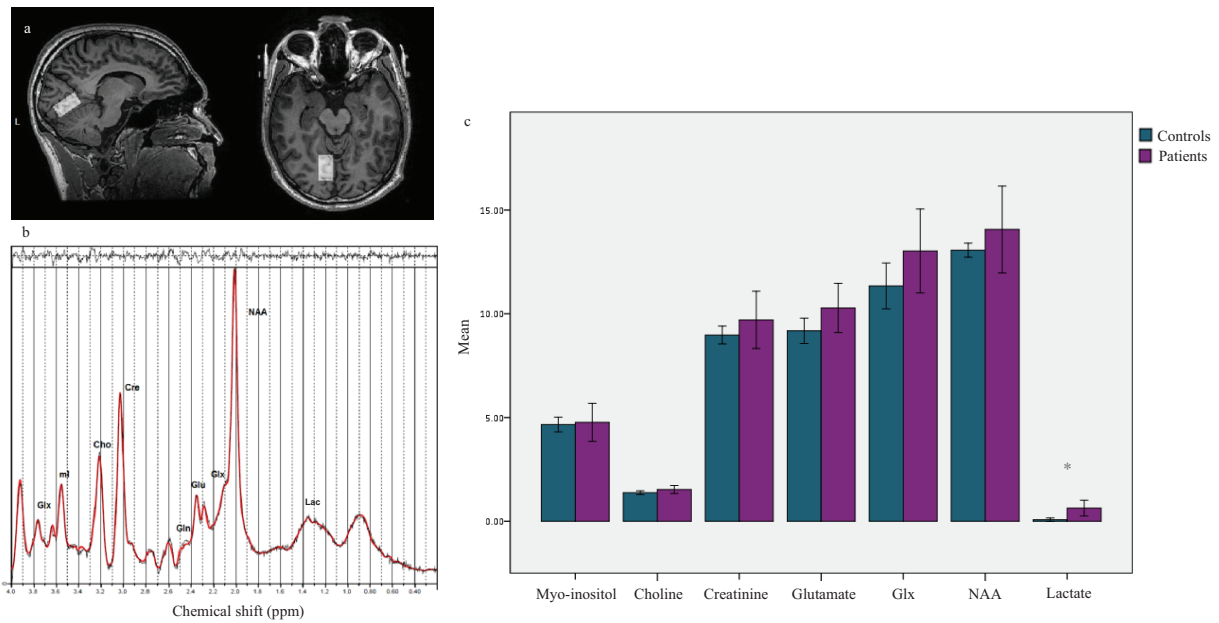 a
L
b
NAA
Cre
Cho
mI
Glx
Glu
Glx
Gln
Lac
4.0 3.8 3.6 3.4 3.2 3.0 2.8 2.6 2.4 2.2 2.0 1.8 1.6 1.4 1.2 1.0 0.80 0.60 0.40
Chemical shift (ppm)
c
Controls
Patients
Mean
15.00
10.00
5.00
0.00
*
Myo-inositol Choline Creatinine Glutamate Glx NAA Lactate